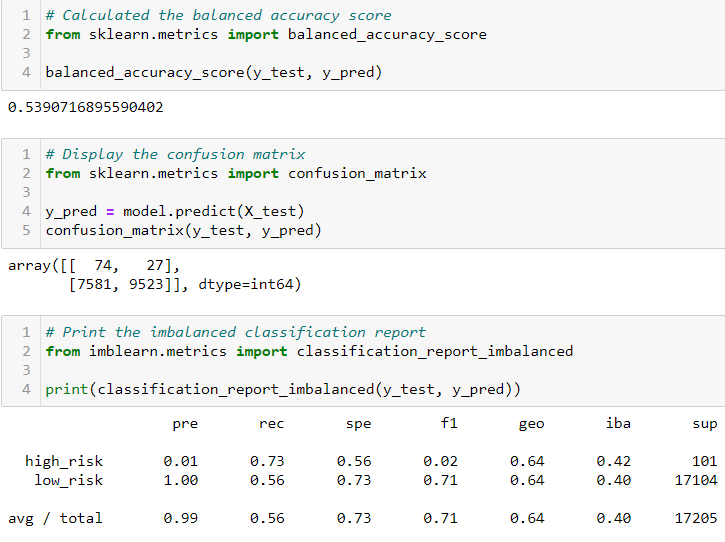 1 # Calculated the balanced accuracy score
2 from sklearn.metrics import balanced_accuracy_score
3
4 balanced_accuracy_score(y_test, y_pred)
0.5390716895590402
1 # Display the confusion matrix
2 from sklearn.metrics import confusion_matrix
3
4 y_pred = model.predict(X_test)
5 confusion_matrix(y_test, y_pred)
array([[  74,   27],
       [7581, 9523]], dtype=int64)
1 # Print the imbalanced classification report
2 from imblearn.metrics import classification_report_imbalanced
3
4 print(classification_report_imbalanced(y_test, y_pred))
pre rec spe f1 geo iba sup
high_risk 0.01 0.73 0.56 0.02 0.64 0.42 101
low_risk 1.00 0.56 0.73 0.71 0.64 0.40 17104
avg / total 0.99 0.56 0.73 0.71 0.64 0.40 17205